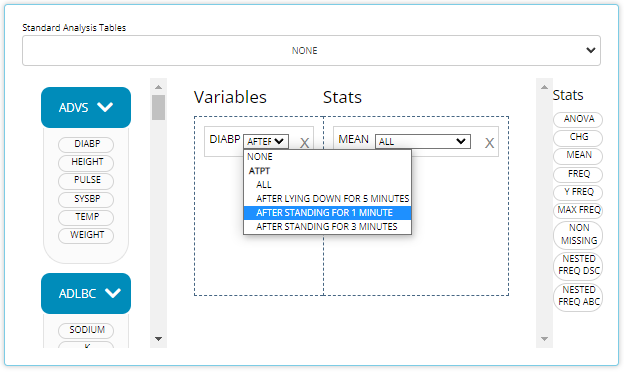 Standard Analysis Tables
NONE
ADVS
DIABP
HEIGHT
PULSE
SYSBP
TEMP
WEIGHT
ADLBC
SODIUM
K
Variables
DIABP AFTER X
NONE
ATPT
ALL
AFTER LYING DOWN FOR 5 MINUTES
AFTER STANDING FOR 1 MINUTE
AFTER STANDING FOR 3 MINUTES
Stats
MEAN ALL X
Stats
ANOVA
CHG
MEAN
FREQ
Y FREQ
MAX FREQ
NON
MISSING
NESTED
FREQ DSC
NESTED
FREQ ABC